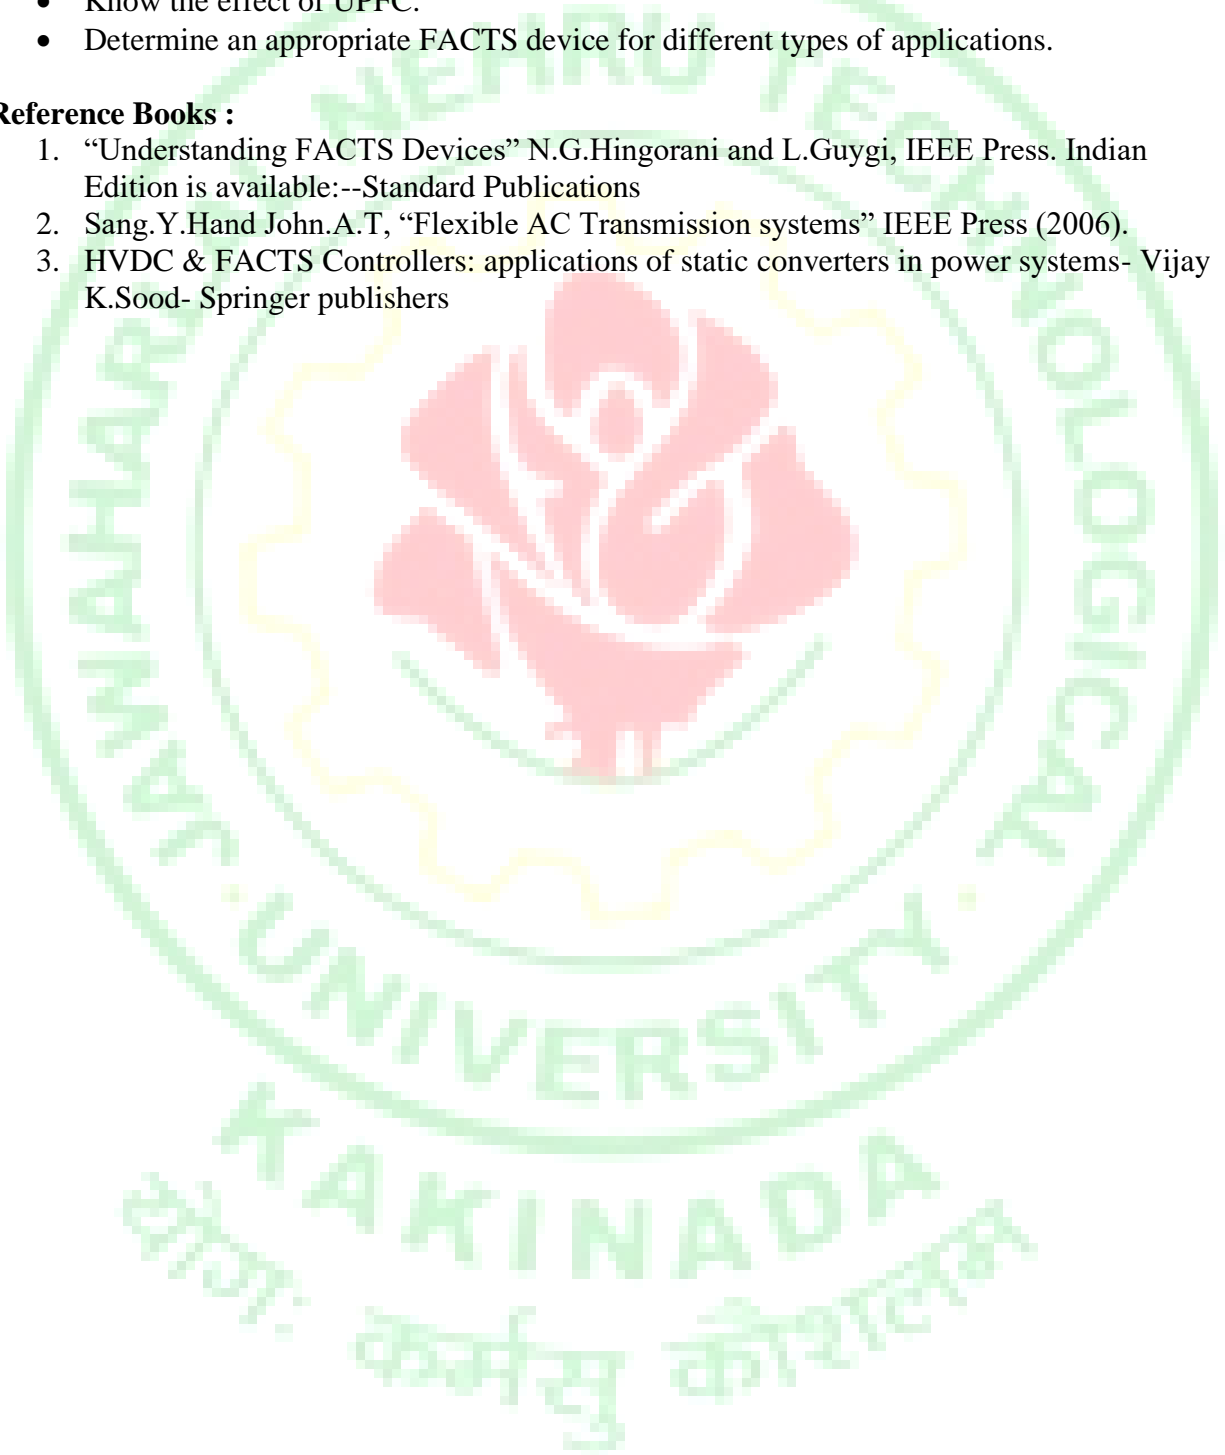 • Know the effect of UPFC.
• Determine an appropriate FACTS device for different types of applications.
Reference Books :
1. “Understanding FACTS Devices” N.G.Hingorani and L.Guygi, IEEE Press. Indian
Edition is available:--Standard Publications
2. Sang.Y.Hand John.A.T, “Flexible AC Transmission systems” IEEE Press (2006).
3. HVDC & FACTS Controllers: applications of static converters in power systems- Vijay
K.Sood- Springer publishers
JAWAHARLAL NEHRU TECHNOLOGICAL
UNIVERSITY
KAKINADA
योगः कर्मसु कौशलम